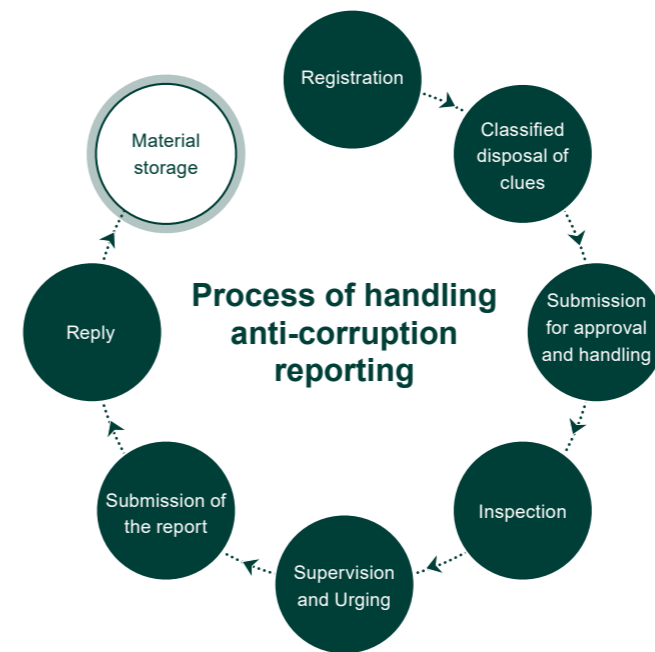 Process of handling
anti-corruption
reporting
Registration
Classified
disposal of
clues
Submission
for approval
and handling
Inspection
Supervision
and Urging
Submission of
the report
Reply
Material
storage